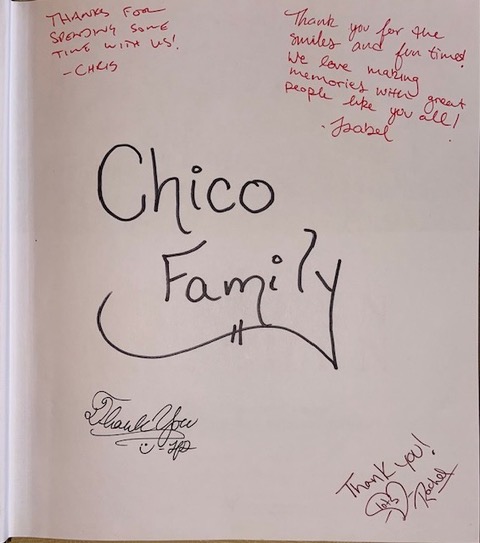 THANKS FOR
SPENDING SOME
TIME WITH US!
-CHRIS
Thank you for the
smiles and fun times!
We love making
memories with great
people like you all!
- Isabel
Chico
Family
Thank You
Thank you!
Rachel